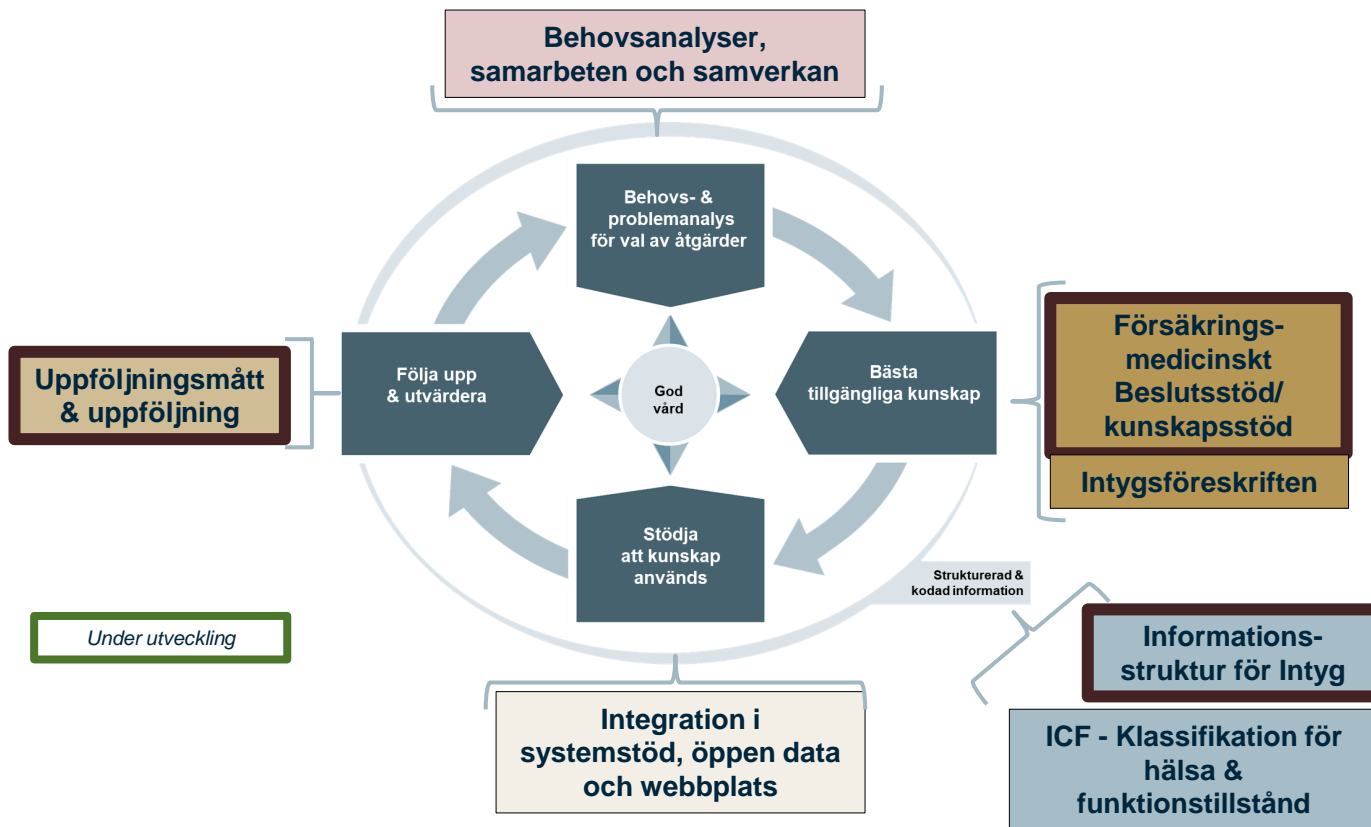 Behovsanalyser,
samarbeten och samverkan
Behovs- &
problemanalys
för val av åtgärder
Uppföljningsmått
& uppföljning
Följa upp
& utvärdera
God
vård
Bästa
tillgängliga kunskap
Försäkrings-
medicinskt
Beslutsstöd/
kunskapsstöd
Intygsföreskriften
Stödja
att kunskap
används
Strukturerad &
kodad information
Under utveckling
Informations-
struktur för Intyg
Integration i
systemstöd, öppen data
och webbplats
ICF - Klassifikation för
hälsa &
funktionstillstånd